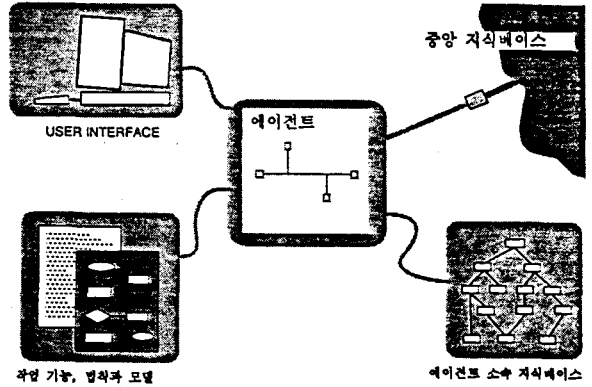 중앙 지식베이스
에이전트
USER INTERFACE
작업 기능, 법칙과 모델
에이전트 소속 지식베이스